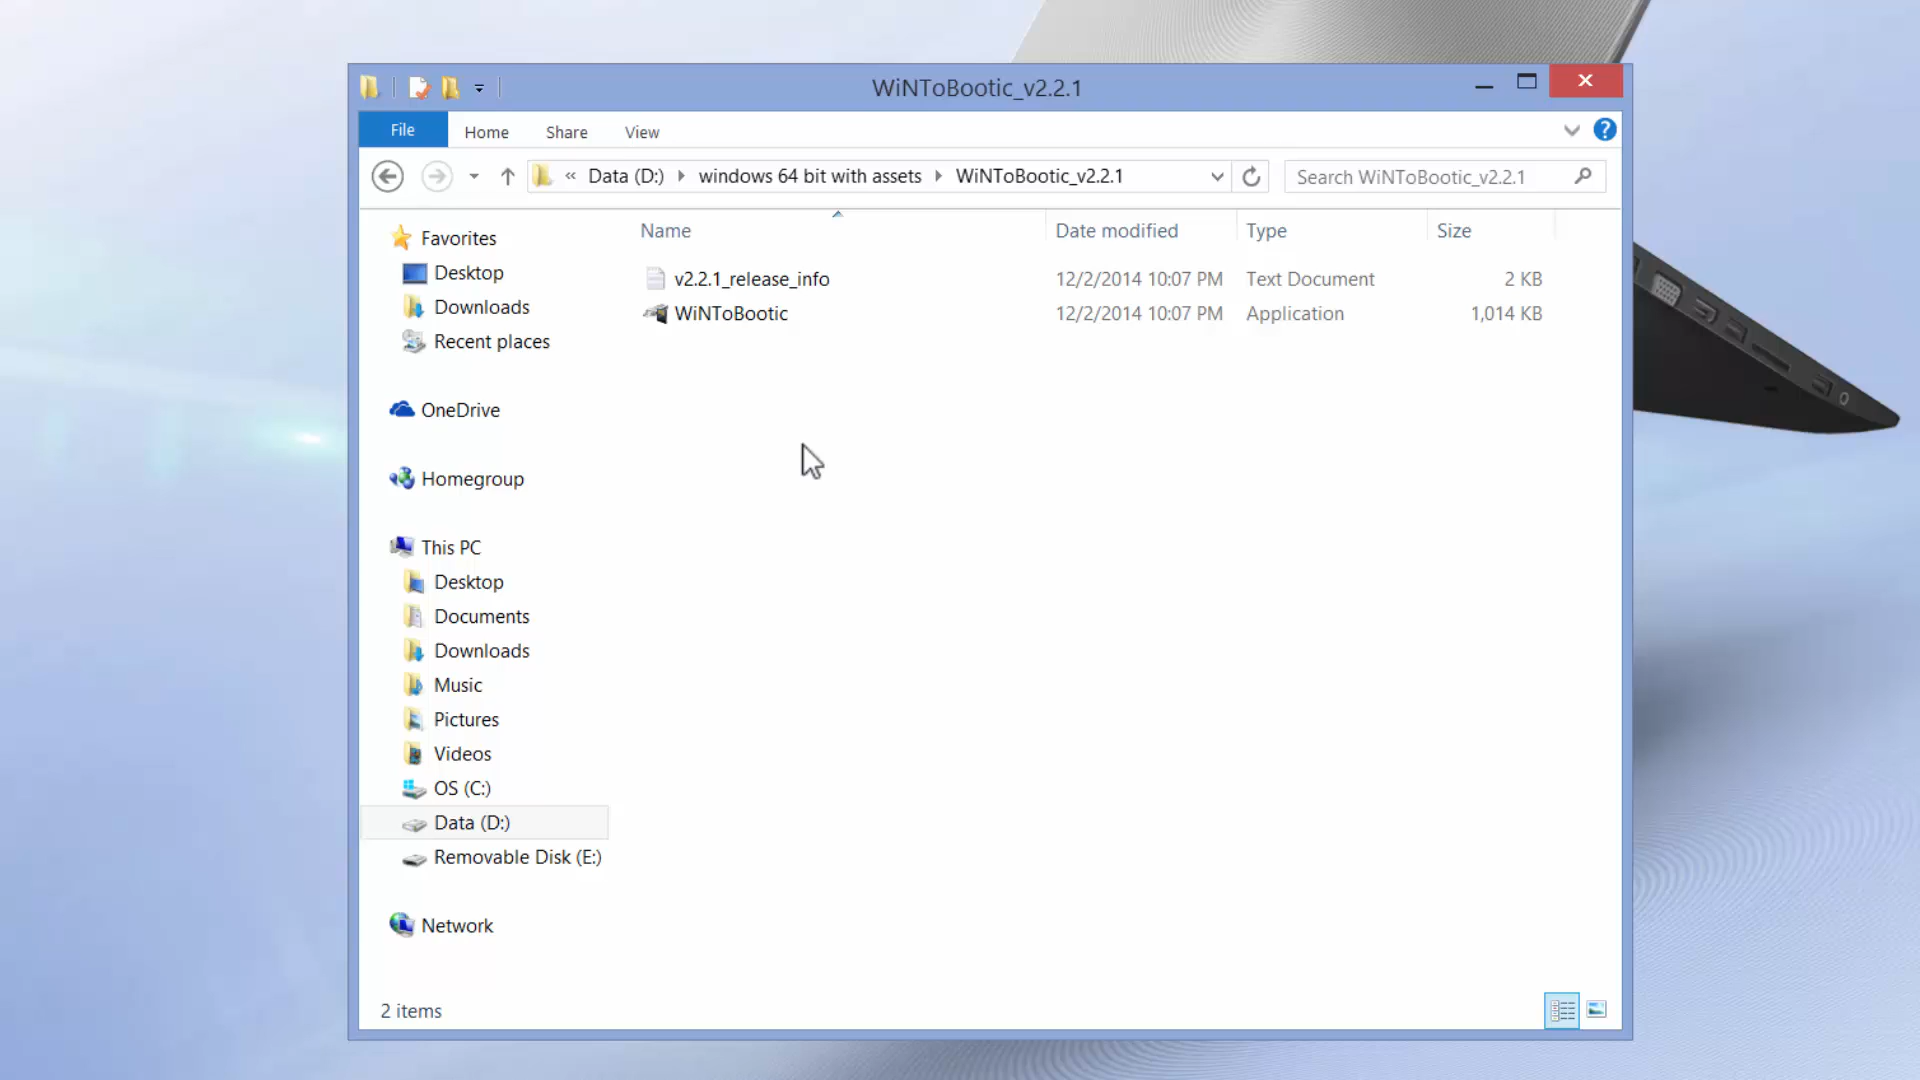 WiNToBootic_v2.2.1
File Home Share View
« Data (D:) windows 64 bit with assets WiNToBootic_v2.2.1 Search WiNToBootic_v2.2.1
Name Date modified Type Size
v2.2.1_release_info 12/2/2014 10:07 PM Text Document 2 KB
WiNToBootic 12/2/2014 10:07 PM Application 1,014 KB
Favorites
Desktop
Downloads
Recent places
OneDrive
Homegroup
This PC
Desktop
Documents
Downloads
Music
Pictures
Videos
OS (C:)
Data (D:)
Removable Disk (E:)
Network
2 items